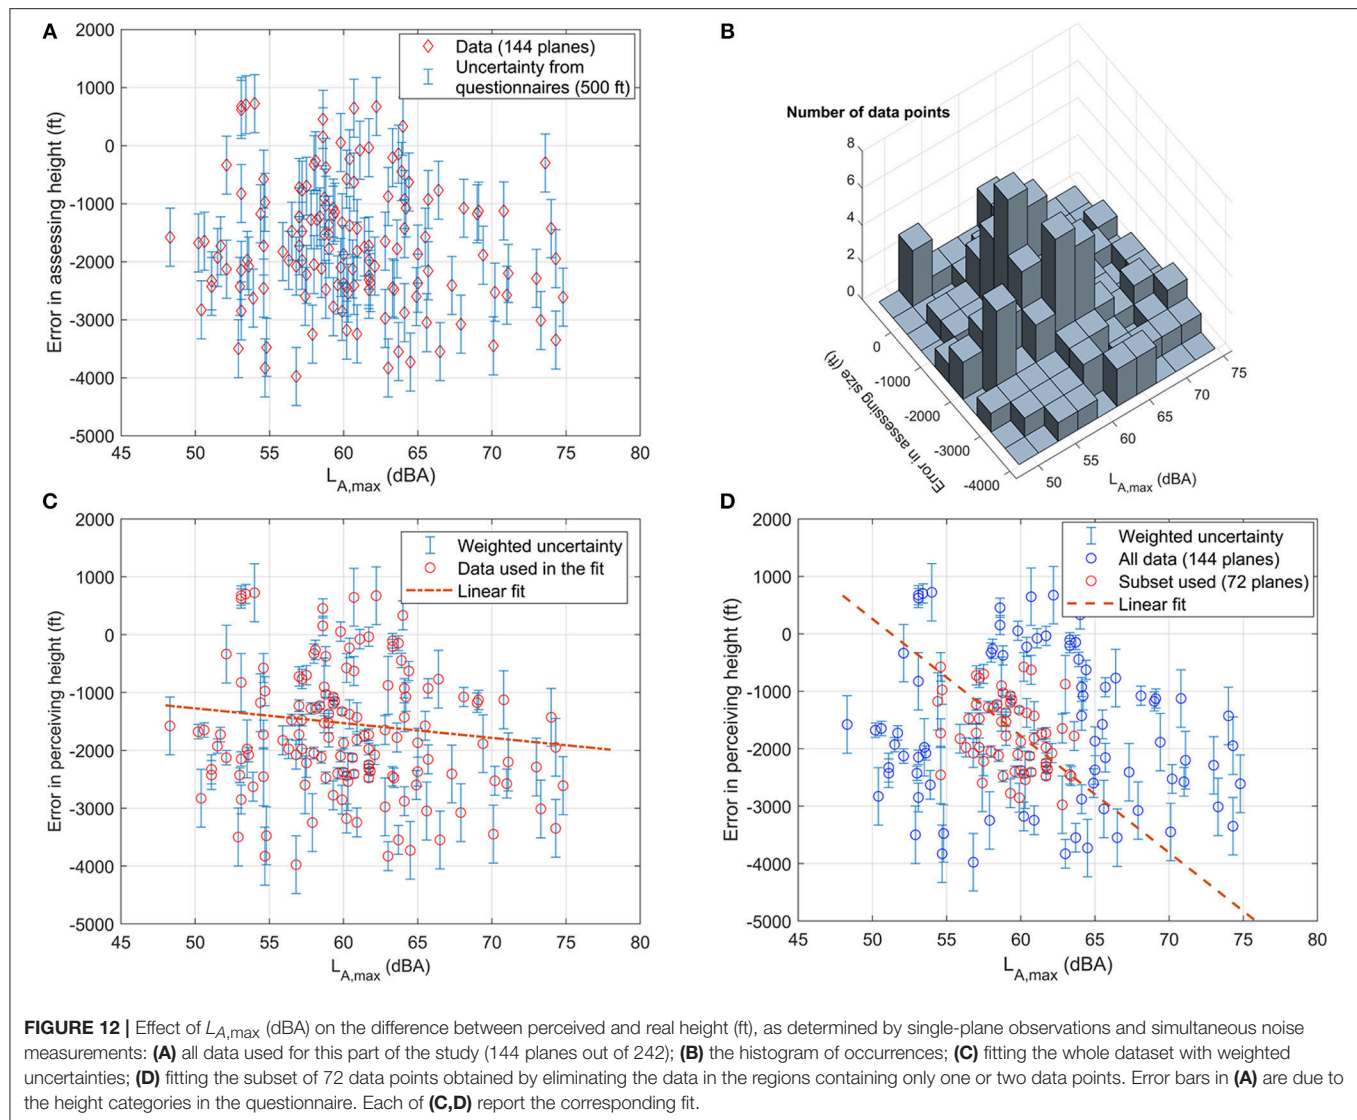 A
2000
1000
0
-1000
-2000
-3000
-4000
-5000
Error in assessing height (ft)
Data (144 planes)
Uncertainty from
questionnaires (500 ft)
45 50 55 60 65 70 75 80
L_A,max (dBA)
B
Number of data points
8
6
4
2
0
0
-1000
-2000
-3000
-4000
Error in assessing size (ft)
50
55
60
65
70
75
L_A,max (dBA)
C
2000
1000
0
-1000
-2000
-3000
-4000
-5000
Error in perceiving height (ft)
Weighted uncertainty
Data used in the fit
Linear fit
45 50 55 60 65 70 75 80
L_A,max (dBA)
D
2000
1000
0
-1000
-2000
-3000
-4000
-5000
Error in perceiving height (ft)
Weighted uncertainty
All data (144 planes)
Subset used (72 planes)
Linear fit
45 50 55 60 65 70 75 80
L_A,max (dBA)
FIGURE 12 | Effect of L_A,max (dBA) on the difference between perceived and real height (ft), as determined by single-plane observations and simultaneous noise
measurements: (A) all data used for this part of the study (144 planes out of 242); (B) the histogram of occurrences; (C) fitting the whole dataset with weighted
uncertainties; (D) fitting the subset of 72 data points obtained by eliminating the data in the regions containing only one or two data points. Error bars in (A) are due to
the height categories in the questionnaire. Each of (C,D) report the corresponding fit.